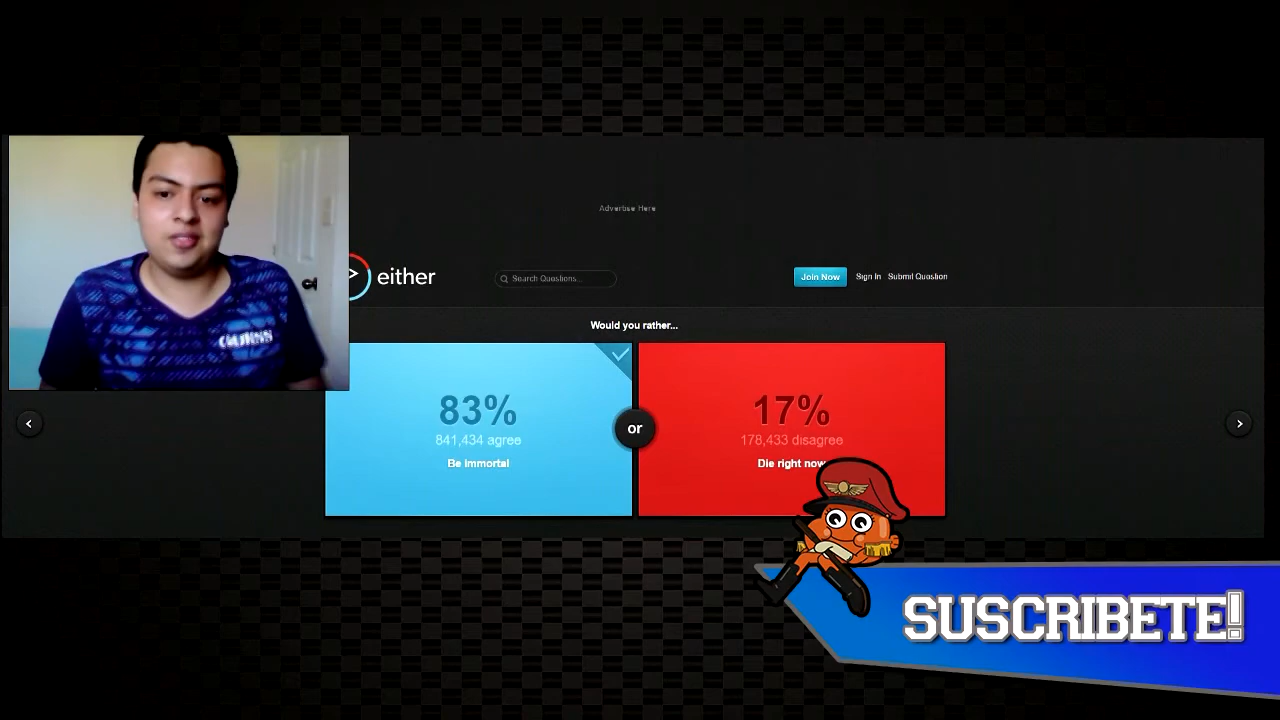 Advertise Here
either
Search Questions...
Join Now
Sign In
Submit Question
Would you rather...
83%
841,434 agree
Be immortal
or
17%
178,433 disagree
Die right now
SUSCRIBETE!